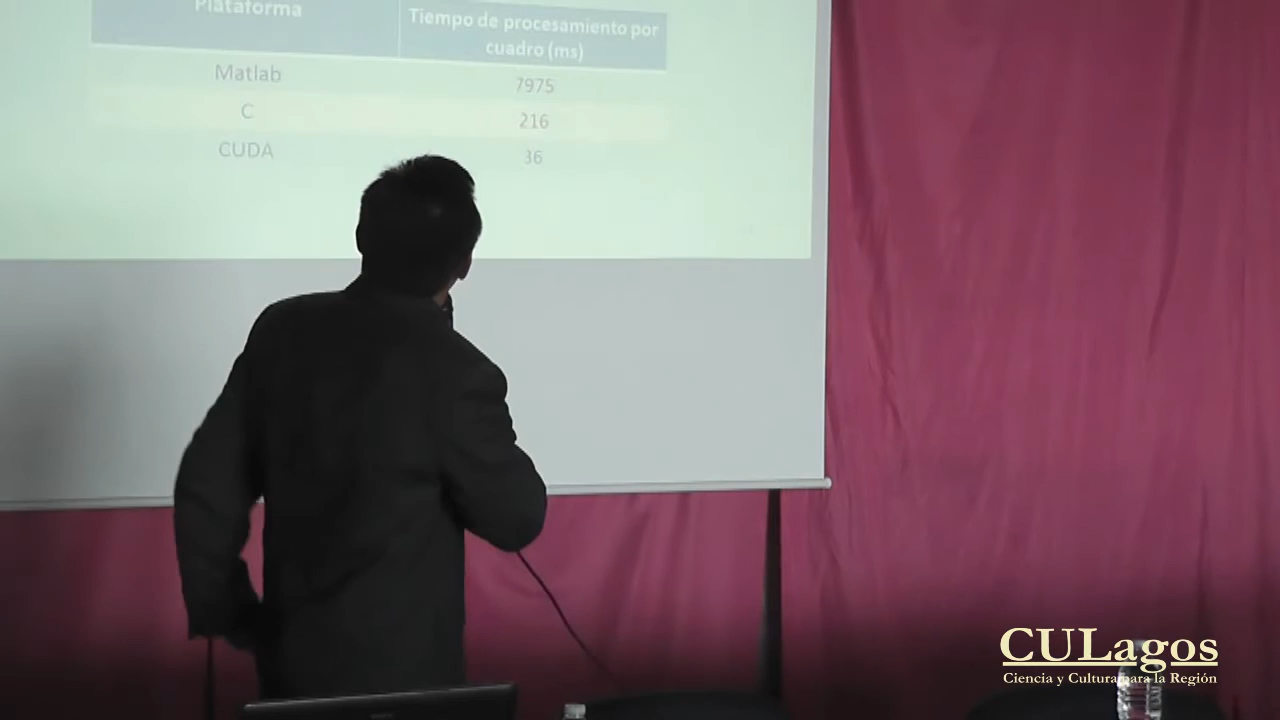 Plataforma
Tiempo de procesamiento por
cuadro (ms)
Matlab
7975
C
216
CUDA
36
CULagos
Ciencia y Cultura para la Región